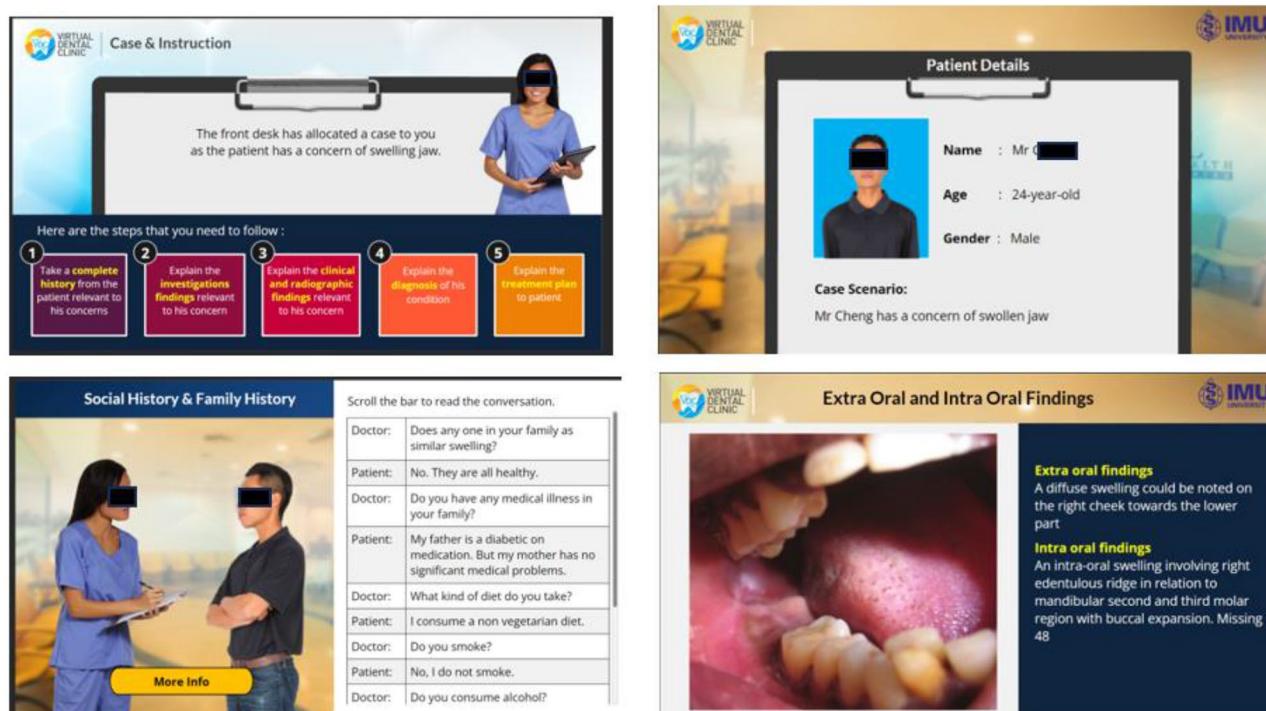 VDC
VIRTUAL
DENTAL
CLINIC
Case & Instruction
The front desk has allocated a case to you
as the patient has a concern of swelling jaw.
Here are the steps that you need to follow :
1
Take a complete
history from the
patient relevant to
his concerns
2
Explain the
investigations
findings relevant
to his concern
3
Explain the clinical
and radiographic
findings relevant
to his concern
4
Explain the
diagnosis of his
condition
5
Explain the
treatment plan
to patient
VDC
VIRTUAL
DENTAL
CLINIC
IMU
UNIVERSITY
Patient Details
Name : Mr
Age : 24-year-old
Gender : Male
Case Scenario:
Mr Cheng has a concern of swollen jaw
Social History & Family History
More Info
Scroll the bar to read the conversation.
Doctor: Does any one in your family as
similar swelling?
Patient: No. They are all healthy.
Doctor: Do you have any medical illness in
your family?
Patient: My father is a diabetic on
medication. But my mother has no
significant medical problems.
Doctor: What kind of diet do you take?
Patient: I consume a non vegetarian diet.
Doctor: Do you smoke?
Patient: No, I do not smoke.
Doctor: Do you consume alcohol?
VDC
VIRTUAL
DENTAL
CLINIC
Extra Oral and Intra Oral Findings
IMU
UNIVERSITY
Extra oral findings
A diffuse swelling could be noted on
the right cheek towards the lower
part
Intra oral findings
An intra-oral swelling involving right
edentulous ridge in relation to
mandibular second and third molar
region with buccal expansion. Missing
48